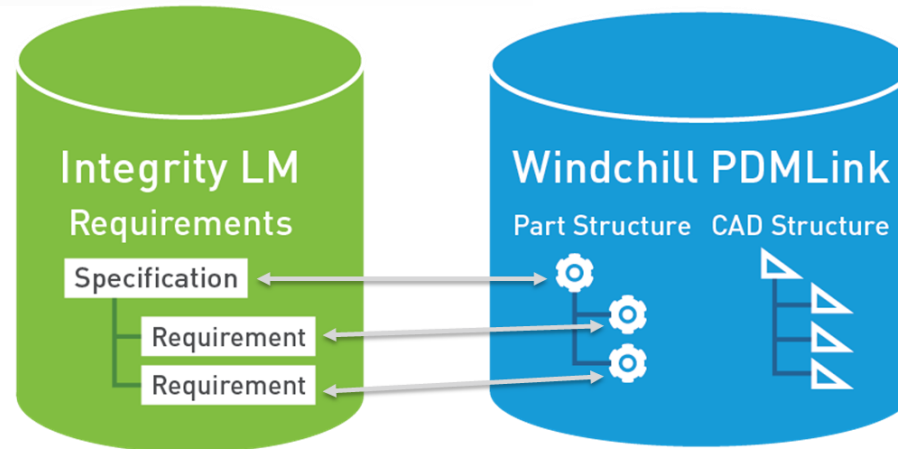 Integrity LM
Requirements
Specification
Requirement
Requirement
Windchill PDMLink
Part Structure
CAD Structure